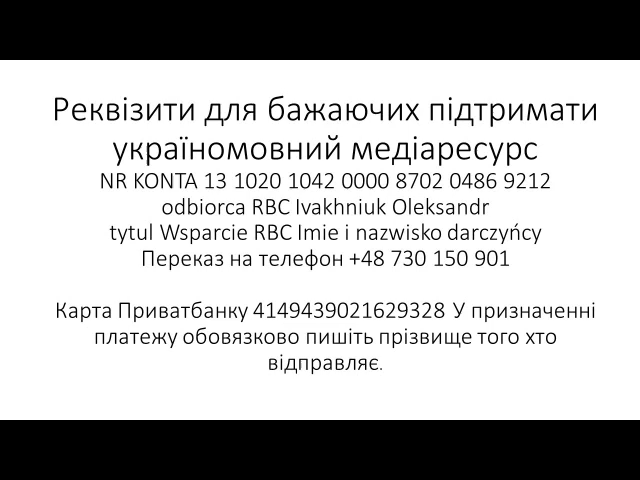 Реквізити для бажаючих підтримати
україномовний медіаресурс
NR KONTA 13 1020 1042 0000 8702 0486 9212
odbiorca RBC Ivakhniuk Oleksandr
tytul Wsparcie RBC Imie i nazwisko darczyńcy
Переказ на телефон +48 730 150 901
Карта Приватбанку 4149439021629328 У призначенні
платежу обовязково пишіть прізвище того хто
відправляє.